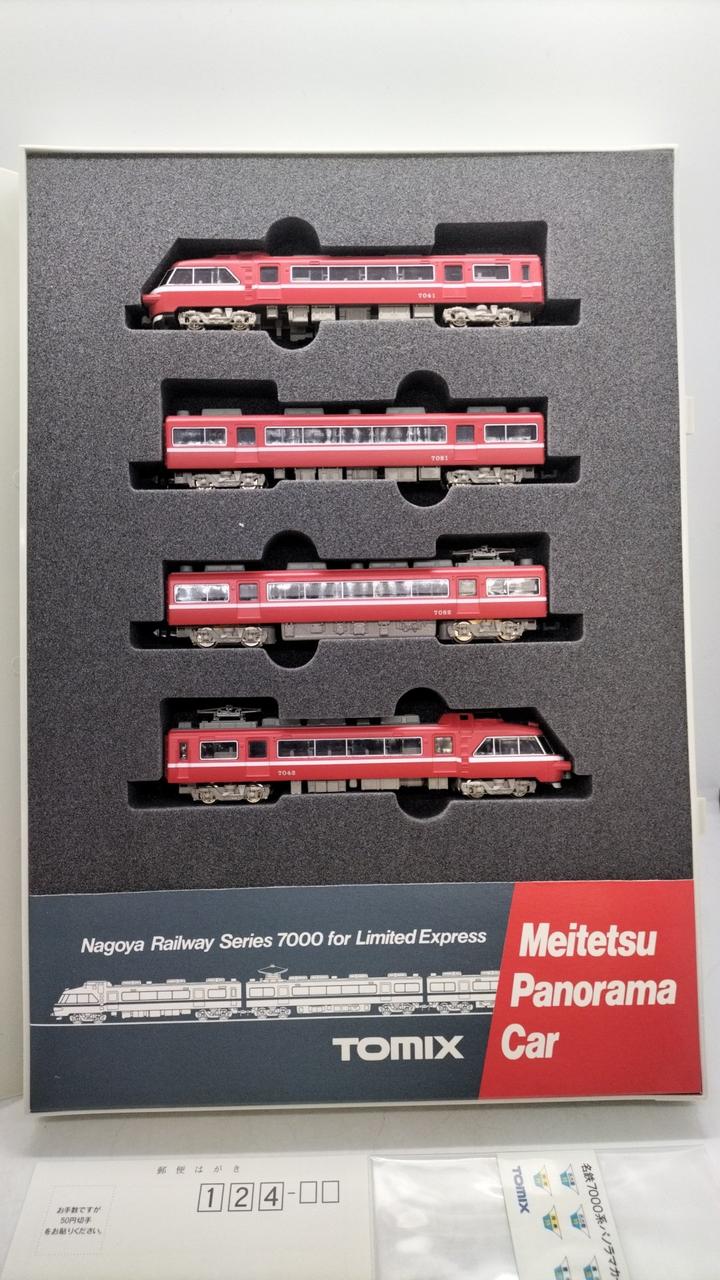 7041
7081
7082
7042
Nagoya Railway Series 7000 for Limited Express
TOMIX
Meitetsu
Panorama
Car
郵便はがき
124-
お手数ですが
50円切手
をお貼りください。
TOMIX
名鉄7000系パノラマカ